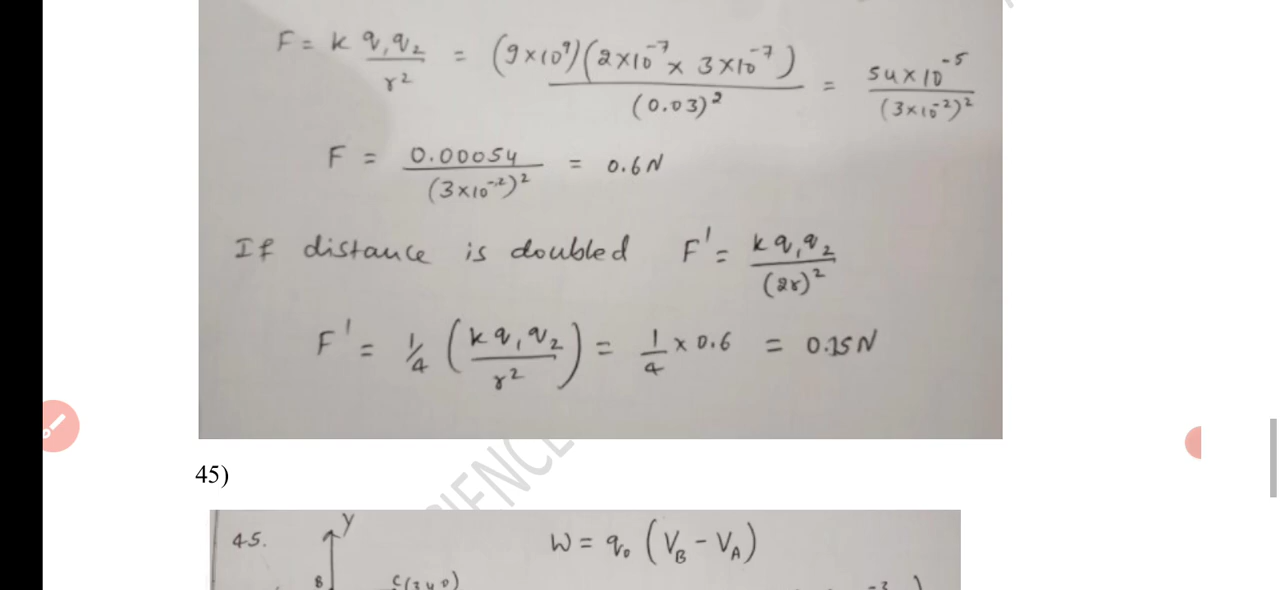 F = k q₁q₂ / r² = (9×10⁹)(2×10⁻⁷ × 3×10⁻⁷) / (0.03)² = 54×10⁻⁵ / (3×10⁻²)²
F = 0.00054 / (3×10⁻²)² = 0.6N
If distance is doubled F' = kq₁q₂ / (2r)²
F' = 1/4 (kq₁q₂ / r²) = 1/4 × 0.6 = 0.15N
45)
45. Y W = q₀ (V_B - V_A)
B